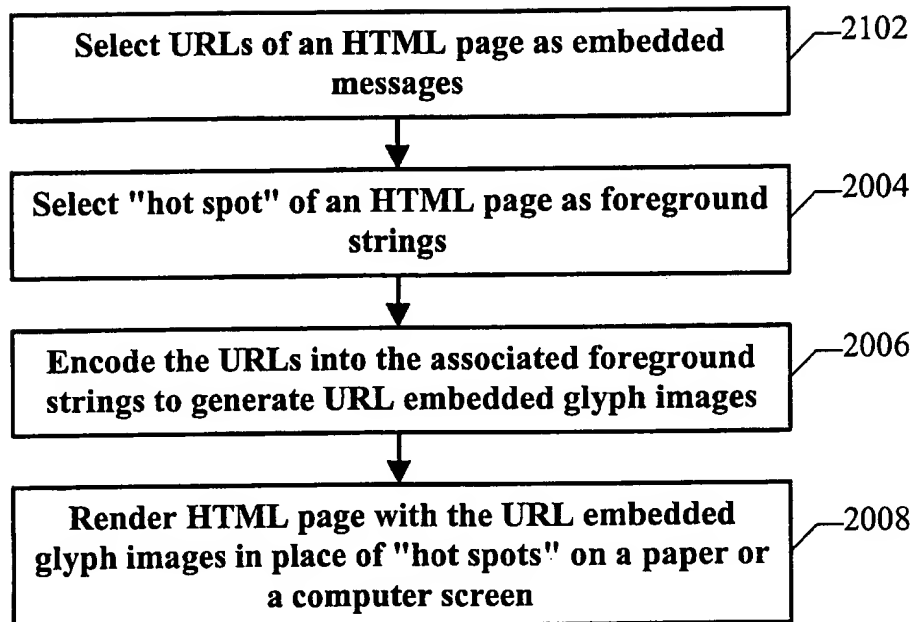 Select URLs of an HTML page as embedded
messages
2102
Select "hot spot" of an HTML page as foreground
strings
2004
Encode the URLs into the associated foreground
strings to generate URL embedded glyph images
2006
Render HTML page with the URL embedded
glyph images in place of "hot spots" on a paper or
a computer screen
2008